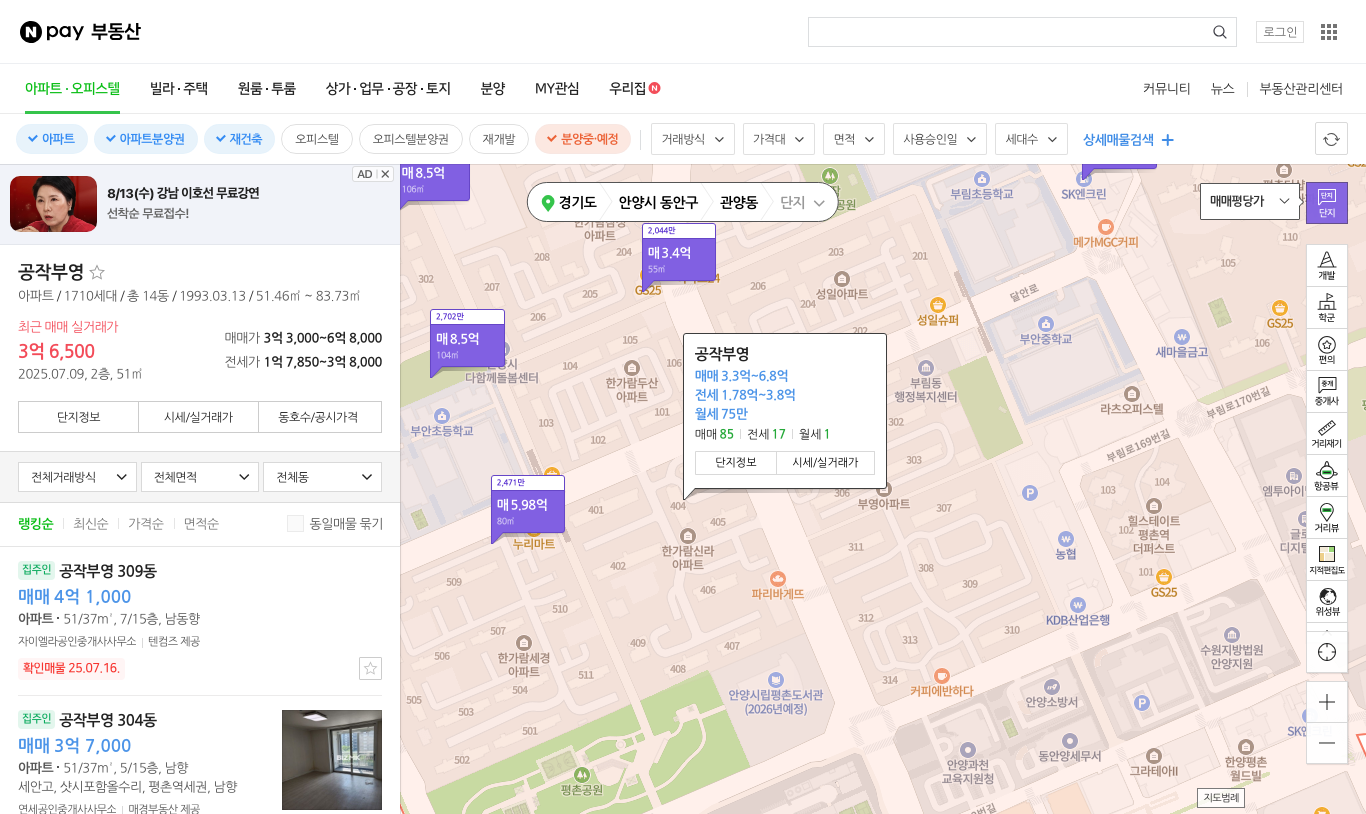 N pay 부동산
로그인
아파트 · 오피스텔
빌라 · 주택
원룸 · 투룸
상가 · 업무 · 공장 · 토지
분양
MY관심
우리집 N
커뮤니티
뉴스
부동산관리센터
아파트
아파트분양권
재건축
오피스텔
오피스텔분양권
재개발
분양중·예정
거래방식
가격대
면적
사용승인일
세대수
상세매물검색
AD
8/13(수) 강남 이호선 무료강연
선착순 무료접수!
공작부영
아파트 / 1710세대 / 총 14동 / 1993.03.13 / 51.46㎡ ~ 83.73㎡
최근 매매 실거래가
3억 6,500
2025.07.09, 2층, 51㎡
매매가 3억 3,000~6억 8,000
전세가 1억 7,850~3억 8,000
단지정보
시세/실거래가
동호수/공시가격
전체거래방식
전체면적
전체동
랭킹순
최신순
가격순
면적순
동일매물 묶기
집주인 공작부영 309동
매매 4억 1,000
아파트 · 51/37m², 7/15층, 남동향
자이엘라공인중개사사무소 | 텐컴즈 제공
확인매물 25.07.16.
집주인 공작부영 304동
매매 3억 7,000
아파트 · 51/37m², 5/15층, 남향
세안고, 샷시포함올수리, 평촌역세권, 남향
연세공인중개사사무소 | 매경부동산 제공
매 8.5억
106㎡
경기도
안양시 동안구
관양동
단지
매매평당가
단지
단지
부림초등학교
SK엔크린
메가MGC커피
아파트
2,044만
매 3.4억
55㎡
GS25
302
207
205
206
203
204
206
204
202
110
105
성일아파트
성일슈퍼
달안로
부안중학교
새마을금고
GS25
2,702만
매 8.5억
104㎡
다함께돌봄센터
한가람두산
아파트
부안초등학교
105
101
103
102
공작부영
매매 3.3억~6.8억
전세 1.78억~3.8억
월세 75만
매매 85
전세 17
월세 1
단지정보
시세/실거래가
부림동
행정복지센터
라츠오피스텔
부림로170번길
부림로169번길
303
2,471만
매 5.98억
80㎡
누리마트
401
404
405
402
306
부영아파트
한가람신라
아파트
311
307
308
309
파리바게뜨
농협
P
103
104
힐스테이트
평촌역
더퍼스트
101
GS25
KDB산업은행
509
510
507
한가람세경
아파트
504
511
505
503
501
502
409
406
408
407
312
313
310
314
안양시립평촌도서관
(2026년예정)
커피에반하다
안양소방서
P
수원지방법원
안양지원
동안양세무서
안양과천
교육지원청
그라테아II
한양평촌
월드빌
평촌공원
지도범례
개발
학군
편의
중개
중개사
거리재기
항공뷰
거리뷰
지적편집도
위성뷰